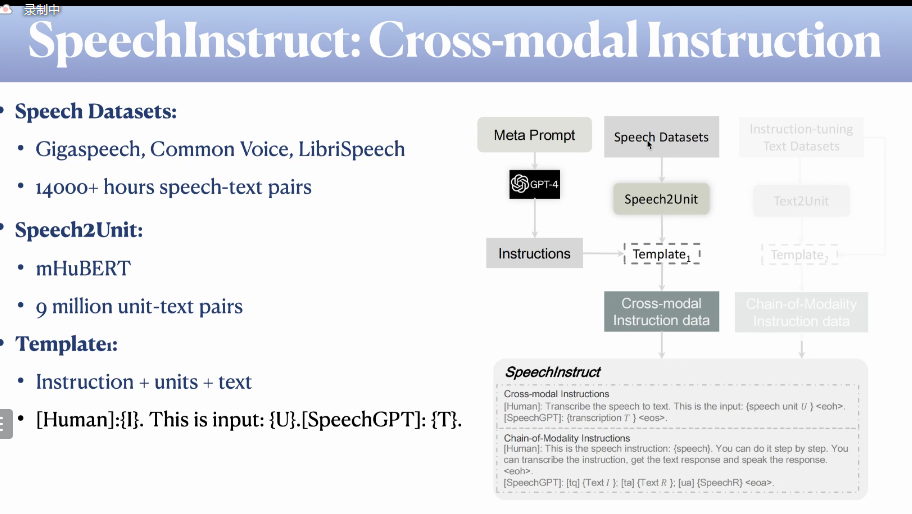 录制中
SpeechInstruct: Cross-modal Instruction
• Speech Datasets:
• Gigaspeech, Common Voice, LibriSpeech
• 14000+ hours speech-text pairs
• Speech2Unit:
• mHuBERT
• 9 million unit-text pairs
• Template₁:
• Instruction + units + text
• [Human]:{I}. This is input: {U}.[SpeechGPT]: {T}.
Meta Prompt
GPT-4
Instructions
Speech Datasets
Speech2Unit
Template₁
Cross-modal
Instruction data
Instruction-tuning
Text Datasets
Text2Unit
Template₂
Chain-of-Modality
Instruction data
SpeechInstruct
Cross-modal Instructions
[Human]: Transcribe the speech to text. This is the input: {speech unit U } <eoh>.
[SpeechGPT]: {transcription T } <eos>.
Chain-of-Modality Instructions
[Human]: This is the speech instruction: {speech}. You can do it step by step. You
can transcribe the instruction, get the text response and speak the response.
<eoh>.
[SpeechGPT]: [tq] {Text I }; [ta] {Text R }; [ua] {SpeechR} <eoa>.